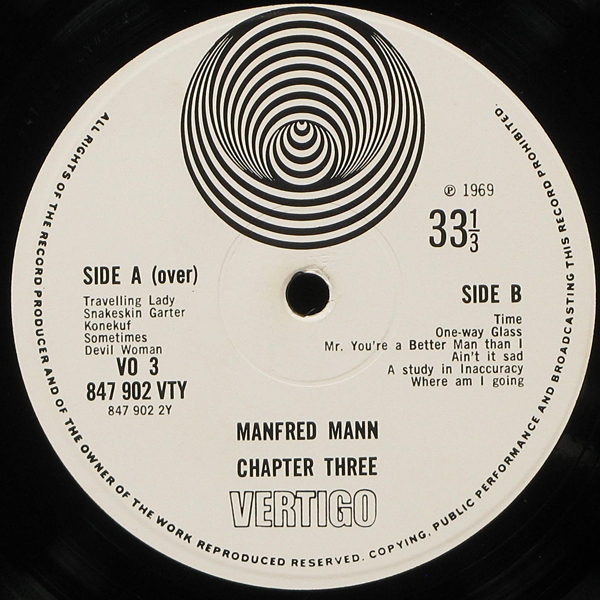 ALL RIGHTS OF THE RECORD PRODUCER AND OF THE OWNER OF THE WORK REPRODUCED RESERVED. COPYING, PUBLIC PERFORMANCE AND BROADCASTING THIS RECORD PROHIBITED.
℗ 1969
33 1/3
SIDE A (over)
Travelling Lady
Snakeskin Garter
Konekuf
Sometimes
Devil Woman
VO 3
847 902 VTY
847 902 2Y
SIDE B
Time
One-way Glass
Mr. You're a Better Man than I
Ain't it sad
A study in Inaccuracy
Where am I going
MANFRED MANN
CHAPTER THREE
VERTIGO